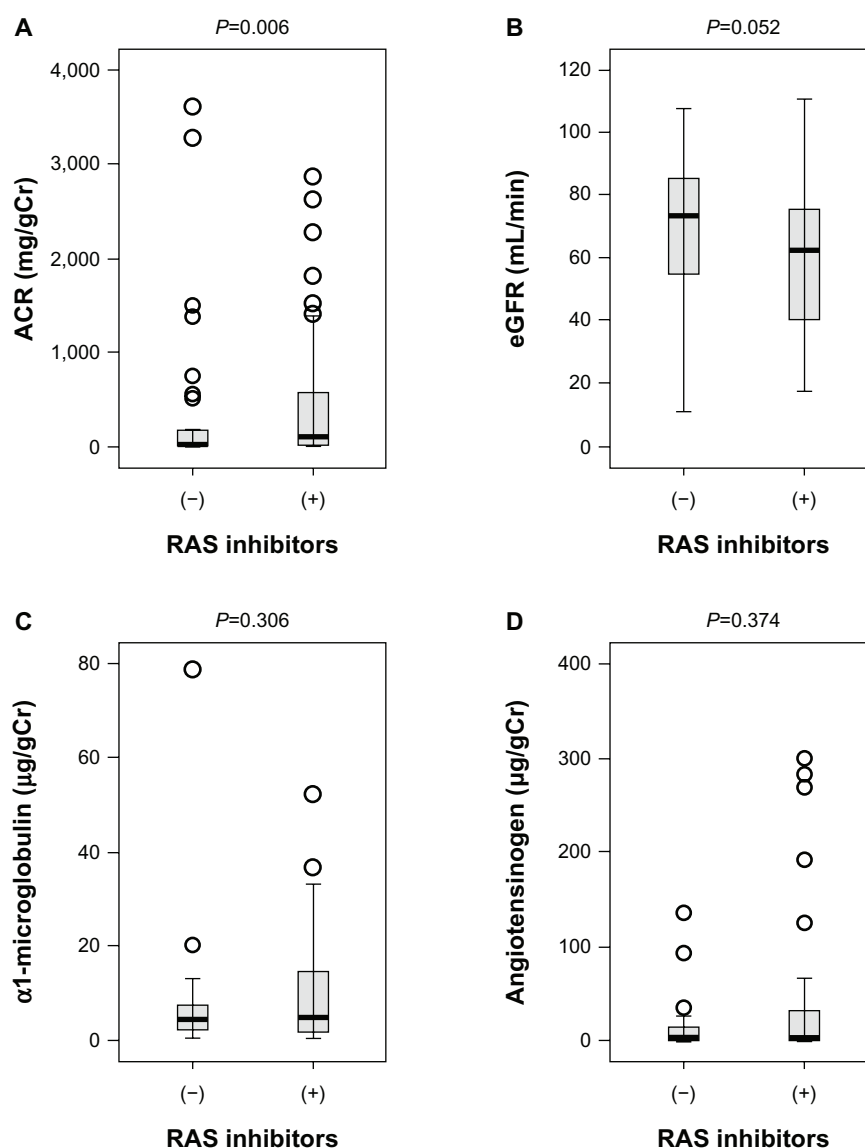 A
P=0.006
4,000
3,000
2,000
1,000
0
ACR (mg/gCr)
(−)
(+)
RAS inhibitors
B
P=0.052
120
100
80
60
40
20
0
eGFR (mL/min)
(−)
(+)
RAS inhibitors
C
P=0.306
80
60
40
20
0
α1-microglobulin (μg/gCr)
(−)
(+)
RAS inhibitors
D
P=0.374
400
300
200
100
0
Angiotensinogen (μg/gCr)
(−)
(+)
RAS inhibitors